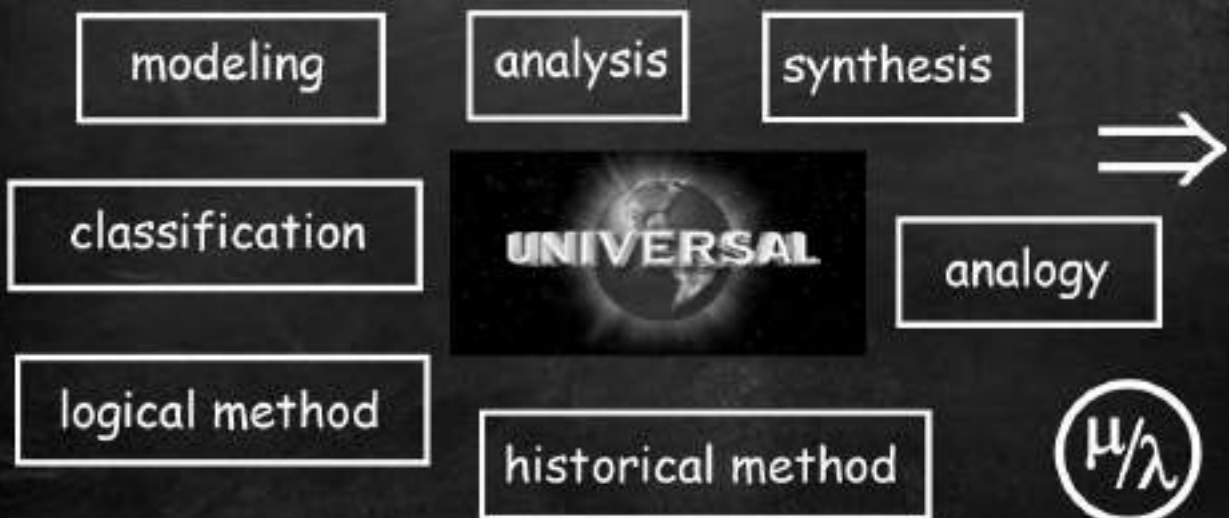 modeling
analysis
synthesis
⇒
classification
UNIVERSAL
analogy
logical method
historical method
μ/λ